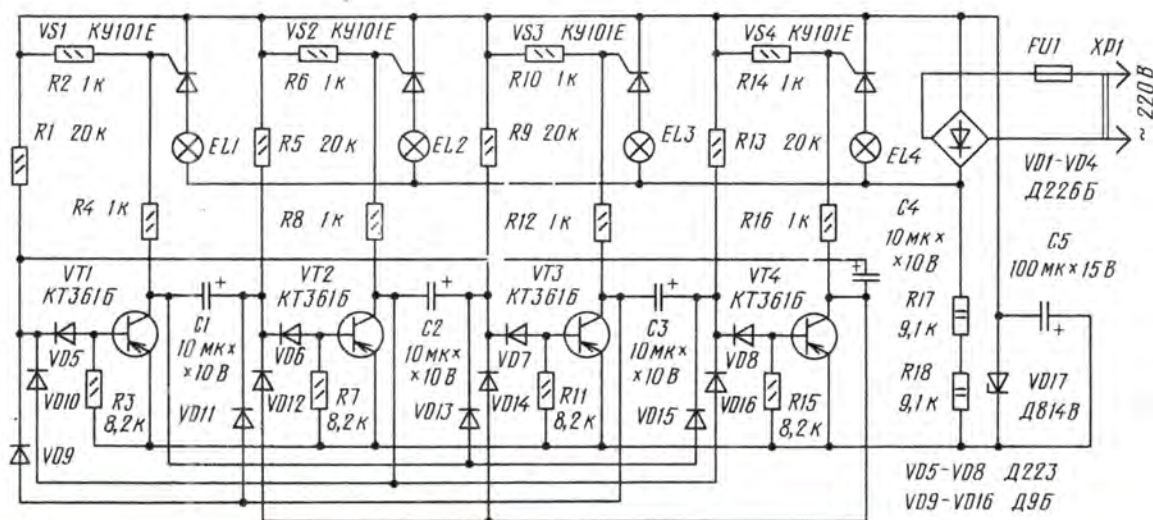 VS1 КУ101Е
VS2 КУ101Е
VS3 КУ101Е
VS4 КУ101Е
FU1
XP1
R2 1к
R6 1к
R10 1к
R14 1к
~ 220 В
R1 20к
EL1
R5 20к
EL2
R9 20к
EL3
R13 20к
EL4
VD1-VD4
Д226Б
R4 1к
R8 1к
R12 1к
R16 1к
C4
10 мк×
×10В
C5
100мк×15В
VT1
КТ361Б
VT2
КТ361Б
VT3
КТ361Б
VT4
КТ361Б
+
+
+
+
+
C1
10 мк×
×10В
C2
10мк×
×10В
C3
10мк×
×10В
R17
9,1к
VD5
VD6
VD7
VD8
R18
9,1к
VD10
R3
8,2к
VD11
VD12
R7
8,2к
VD13
VD14
R11
8,2к
VD15
VD16
R15
8,2к
VD17
Д814В
VD9
VD5-VD8 Д223
VD9-VD16 Д9Б